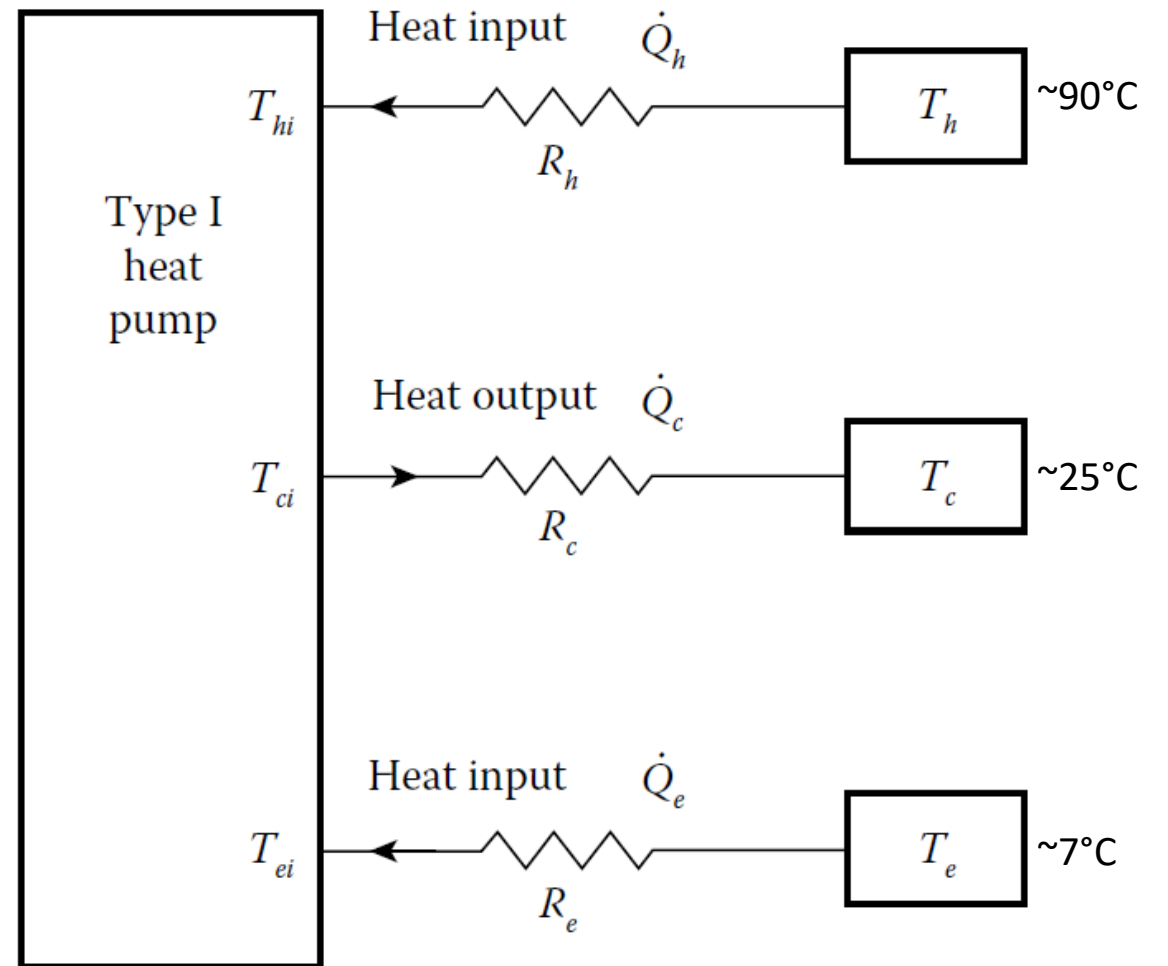 Heat input Q̇h
Thi
Rh
Th
~90°C
Type I
heat
pump
Heat output Q̇c
Tci
Rc
Tc
~25°C
Heat input Q̇e
Tei
Re
Te
~7°C